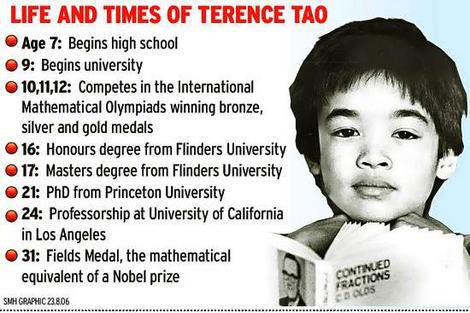 LIFE AND TIMES OF TERENCE TAO
Age 7: Begins high school
9: Begins university
10,11,12: Competes in the International
Mathematical Olympiads winning bronze,
silver and gold medals
16: Honours degree from Flinders University
17: Masters degree from Flinders University
21: PhD from Princeton University
24: Professorship at University of California
in Los Angeles
31: Fields Medal, the mathematical
equivalent of a Nobel prize
SMH GRAPHIC 23.8.06
CONTINUED
FRACTIONS
C. D. OLDS